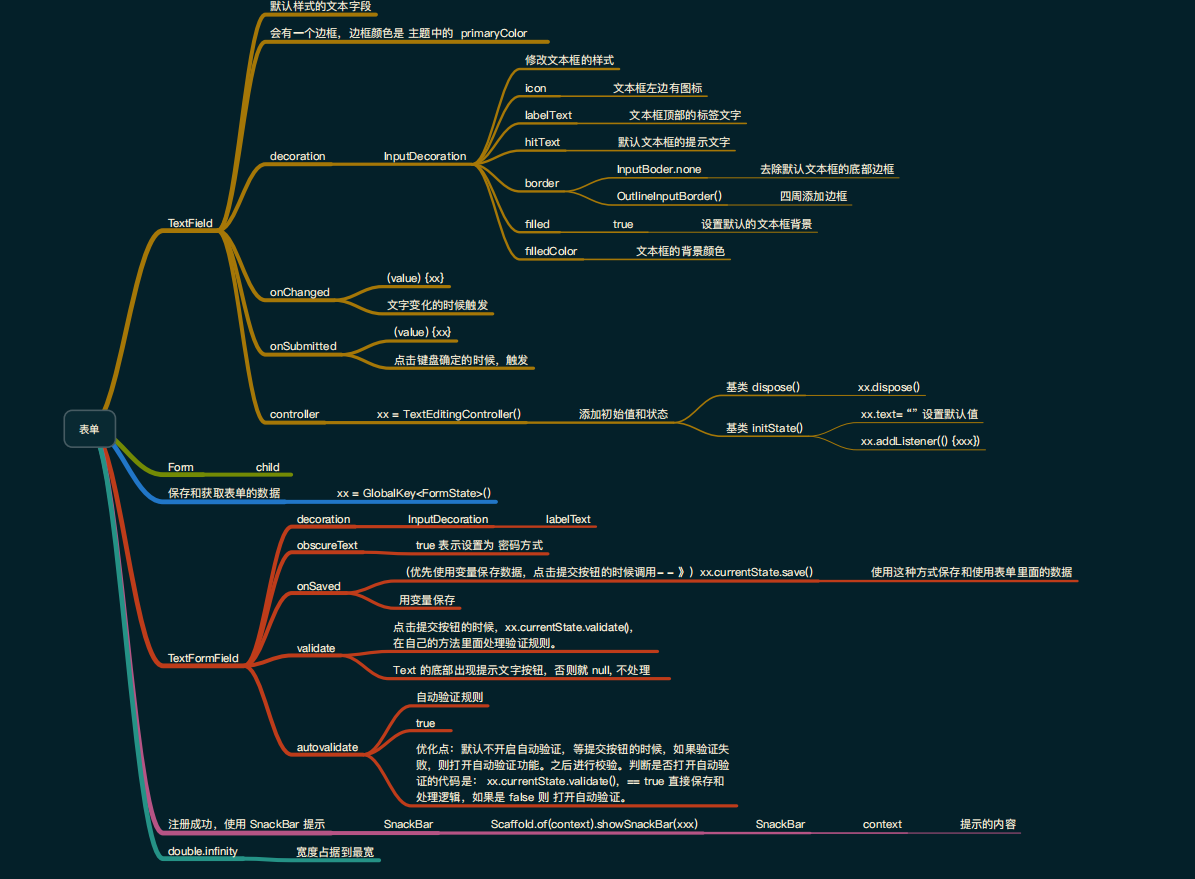 默认样式的文本字段
会有一个边框，边框颜色是 主题中的 primaryColor
修改文本框的样式
icon 文本框左边有图标
labelText 文本框顶部的标签文字
hitText 默认文本框的提示文字
decoration InputDecoration
InputBoder.none 去除默认文本框的底部边框
border
OutlineInputBorder() 四周添加边框
TextField
filled true 设置默认的文本框背景
filledColor 文本框的背景颜色
(value) {xx}
onChanged
文字变化的时候触发
(value) {xx}
onSubmitted
点击键盘确定的时候，触发
基类 dispose() xx.dispose()
controller xx = TextEditingController() 添加初始值和状态
xx.text= “” 设置默认值
基类 initState()
xx.addListener(() {xxx})
表单
Form child
保存和获取表单的数据 xx = GlobalKey<FormState>()
decoration InputDecoration labelText
obscureText true 表示设置为 密码方式
（优先使用变量保存数据，点击提交按钮的时候调用-- 》）xx.currentState.save() 使用这种方式保存和使用表单里面的数据
onSaved
用变量保存
点击提交按钮的时候，xx.currentState.validate(),
在自己的方法里面处理验证规则。
validate
TextFormField
Text 的底部出现提示文字按钮，否则就 null, 不处理
自动验证规则
true
autovalidate
优化点：默认不开启自动验证，等提交按钮的时候，如果验证失
败，则打开自动验证功能。之后进行校验。判断是否打开自动验
证的代码是： xx.currentState.validate()，== true 直接保存和
处理逻辑，如果是 false 则 打开自动验证。
注册成功，使用 SnackBar 提示 SnackBar Scaffold.of(context).showSnackBar(xxx) SnackBar context 提示的内容
double.infinity 宽度占据到最宽